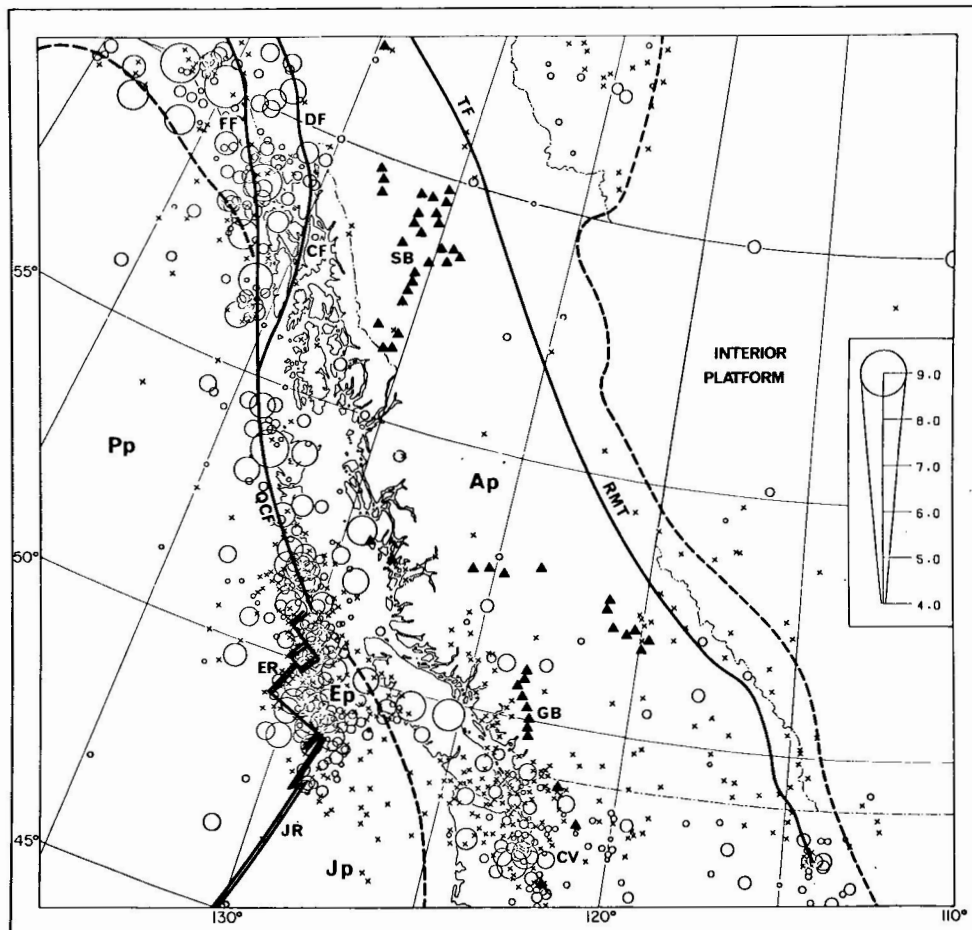 TF
FF
DF
CF
SB
55°
INTERIOR
PLATFORM
9.0
8.0
7.0
6.0
5.0
4.0
Pp
Ap
QCF
RMT
50°
ER
Ep
GB
JR
CV
45°
Jp
130°
120°
110°